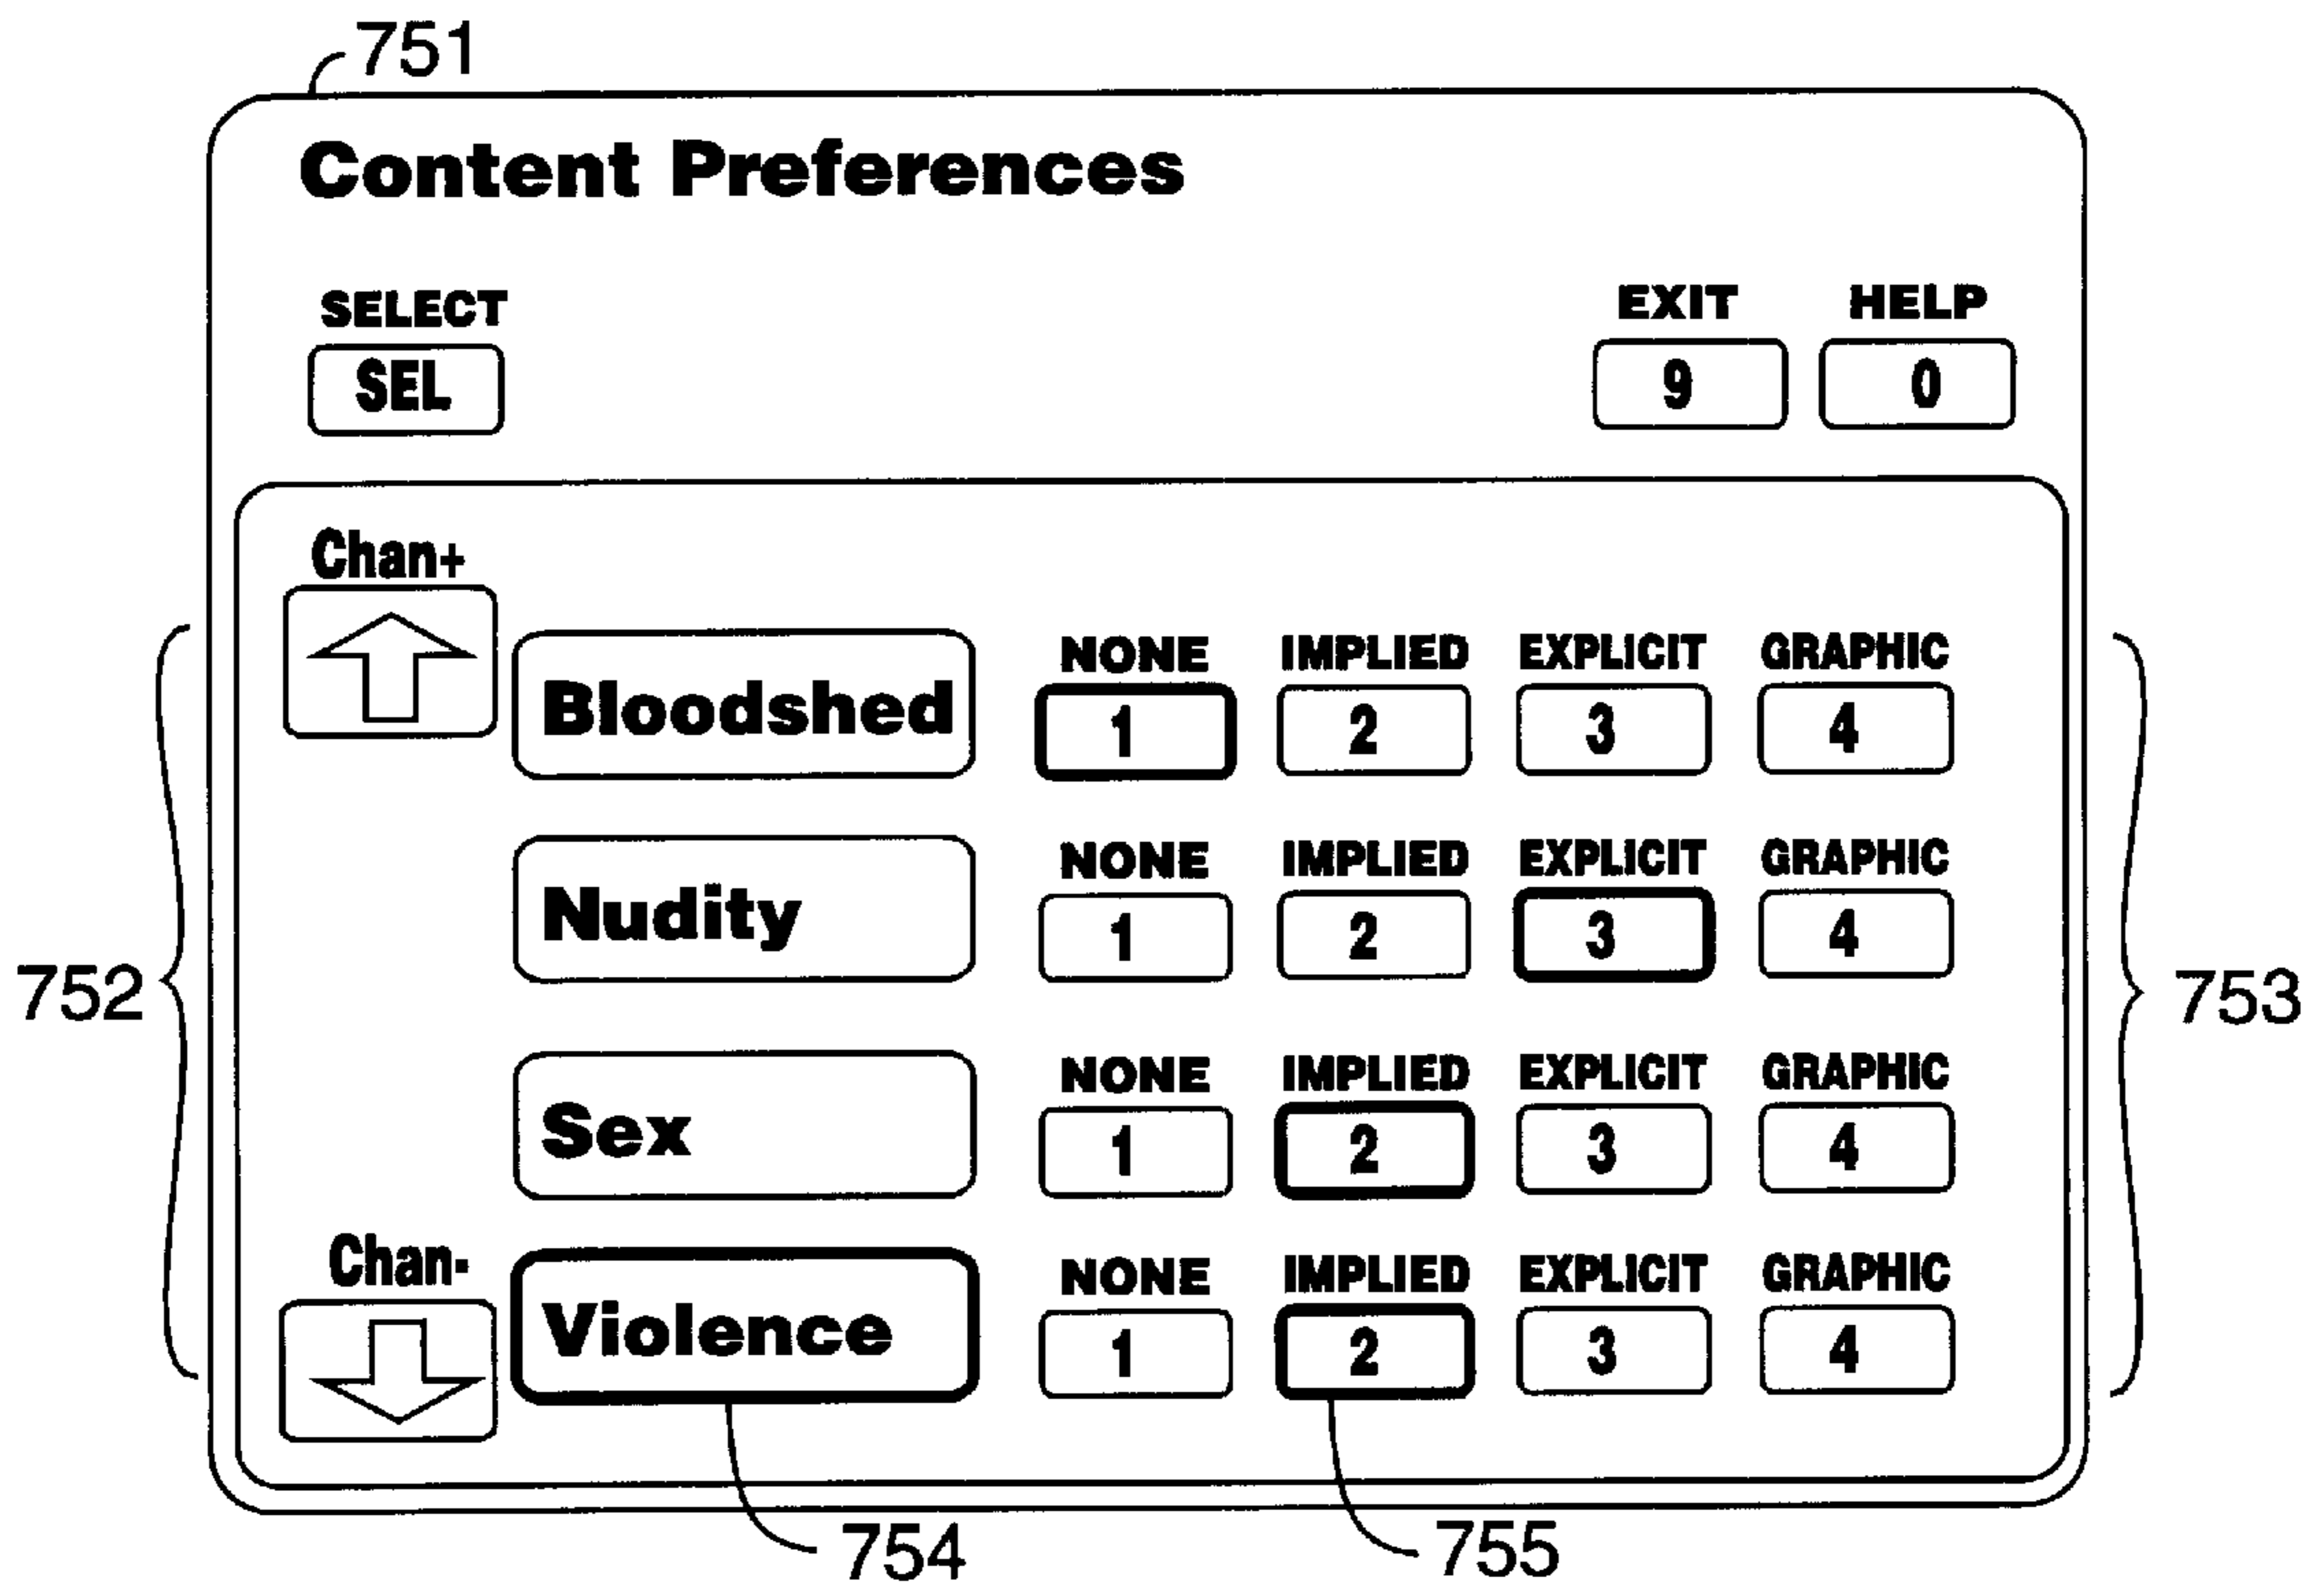 751
Content Preferences
SELECT EXIT HELP
SEL 9 0
Chan+
NONE IMPLIED EXPLICIT GRAPHIC
Bloodshed 1 2 3 4
NONE IMPLIED EXPLICIT GRAPHIC
Nudity 1 2 3 4
752 753
NONE IMPLIED EXPLICIT GRAPHIC
Sex 1 2 3 4
Chan-
NONE IMPLIED EXPLICIT GRAPHIC
Violence 1 2 3 4
754 755